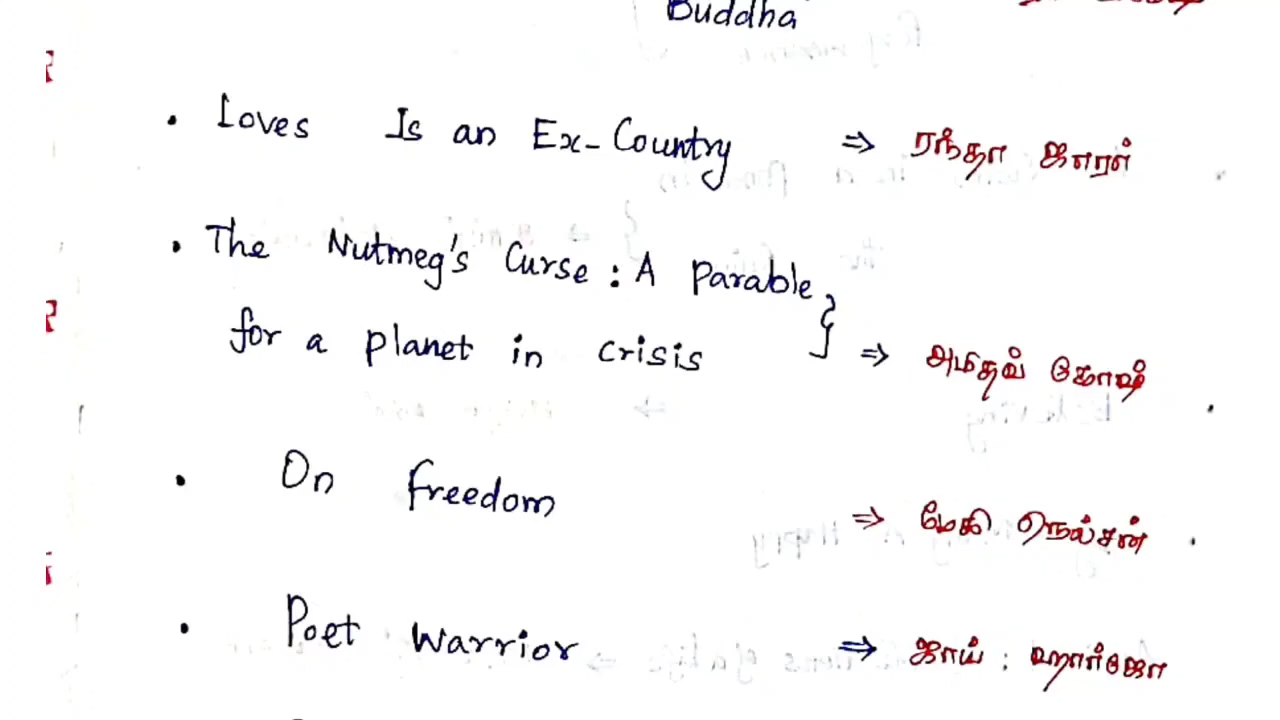 Buddha
• Loves Is an Ex-Country ⇒ ரந்தா ஜாரர்
• The Nutmeg's Curse : A Parable
for a planet in crisis } ⇒ அமிதவ் கோஷ்
• On freedom ⇒ மேகி நெல்சன்
• Poet warrior ⇒ ஜாய் : ஹார்ஜோ